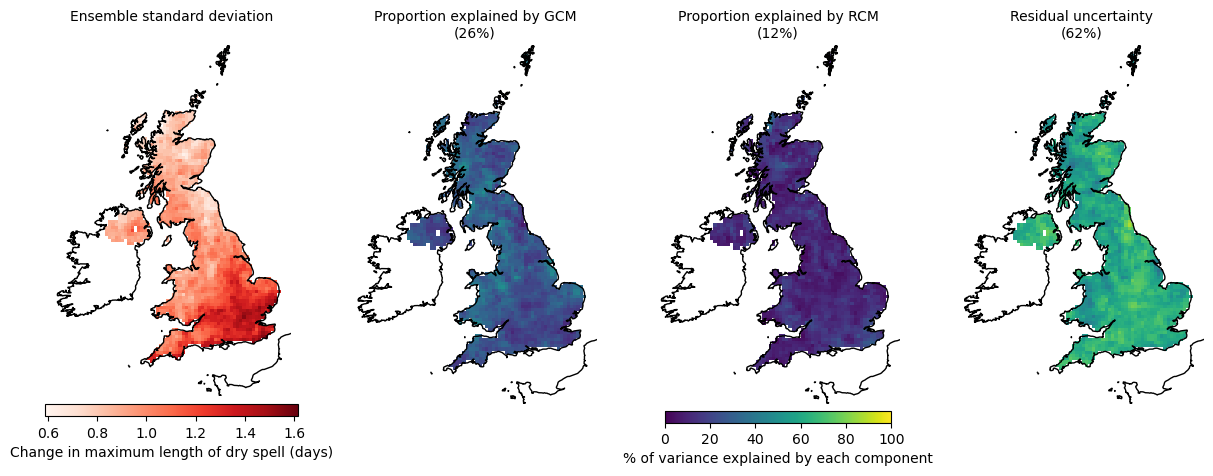 Ensemble standard deviation
Proportion explained by GCM
(26%)
Proportion explained by RCM
(12%)
Residual uncertainty
(62%)
0.6 0.8 1.0 1.2 1.4 1.6
Change in maximum length of dry spell (days)
0 20 40 60 80 100
% of variance explained by each component